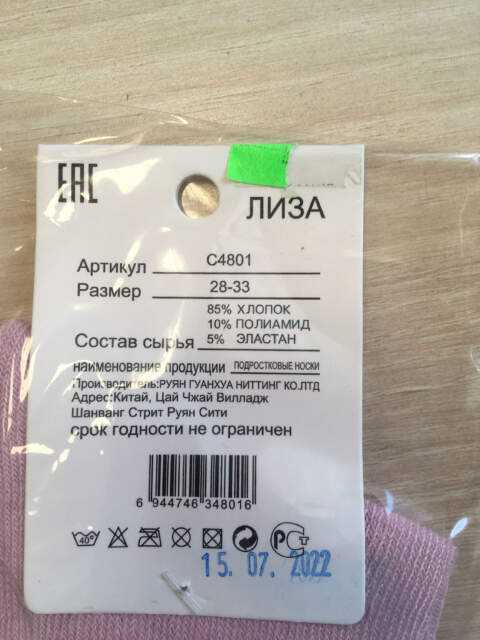 EAC
ЛИЗА
Артикул C4801
Размер 28-33
85% ХЛОПОК
10% ПОЛИАМИД
Состав сырья 5% ЭЛАСТАН
наименование продукции ПОДРОСТКОВЫЕ НОСКИ
Производитель:РУЯН ГУАНХУА НИТТИНГ КО.ЛТД
Адрес:Китай, Цай Чжай Вилладж
Шанванг Стрит Руян Сити
срок годности не ограничен
6 944746 348016
40°
РСТ
15. 07. 2022